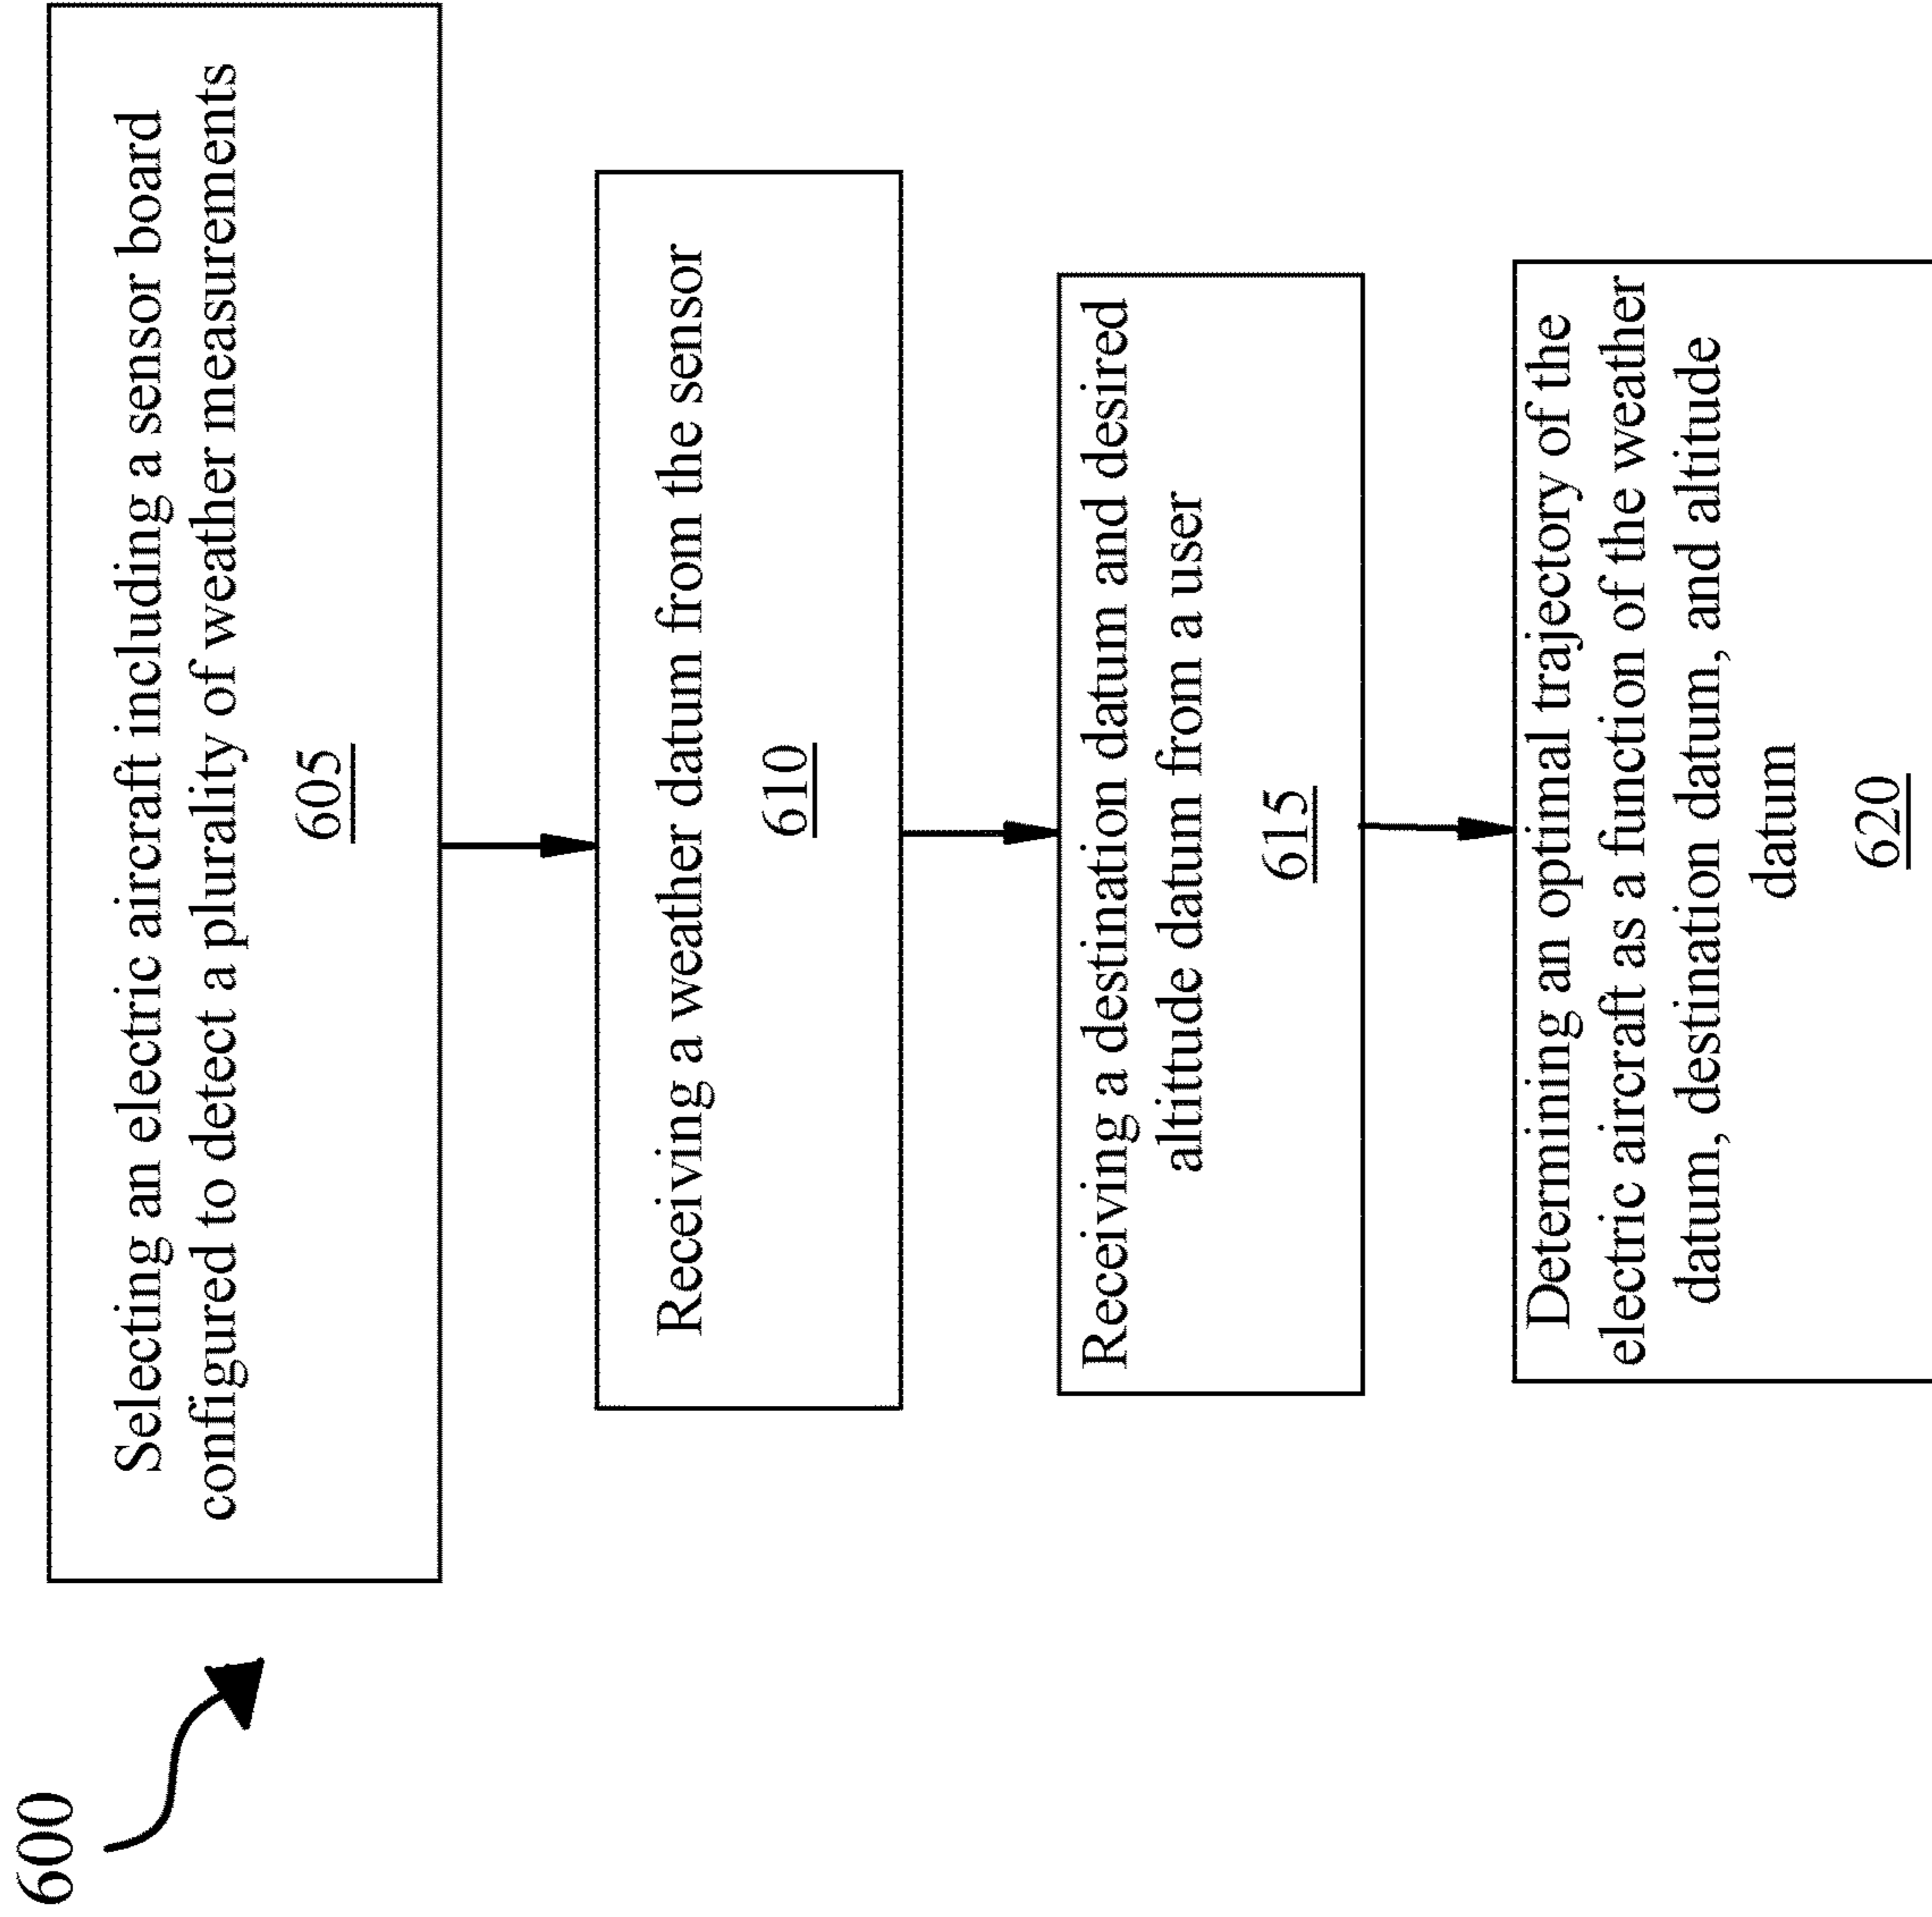 600
Selecting an electric aircraft including a sensor board
configured to detect a plurality of weather measurements
605
Receiving a weather datum from the sensor
610
Receiving a destination datum and desired
altitude datum from a user
615
Determining an optimal trajectory of the
electric aircraft as a function of the weather
datum, destination datum, and altitude
datum
620